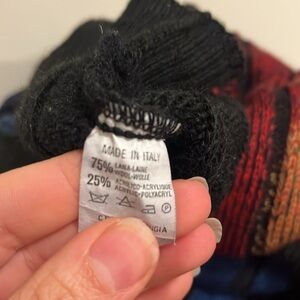 MADE IN ITALY
75% LANA-LAINE
WOOL-WOLLE
25% ACRILICO-ACRYLIQUE
ACRYLIC-POLYACRYL